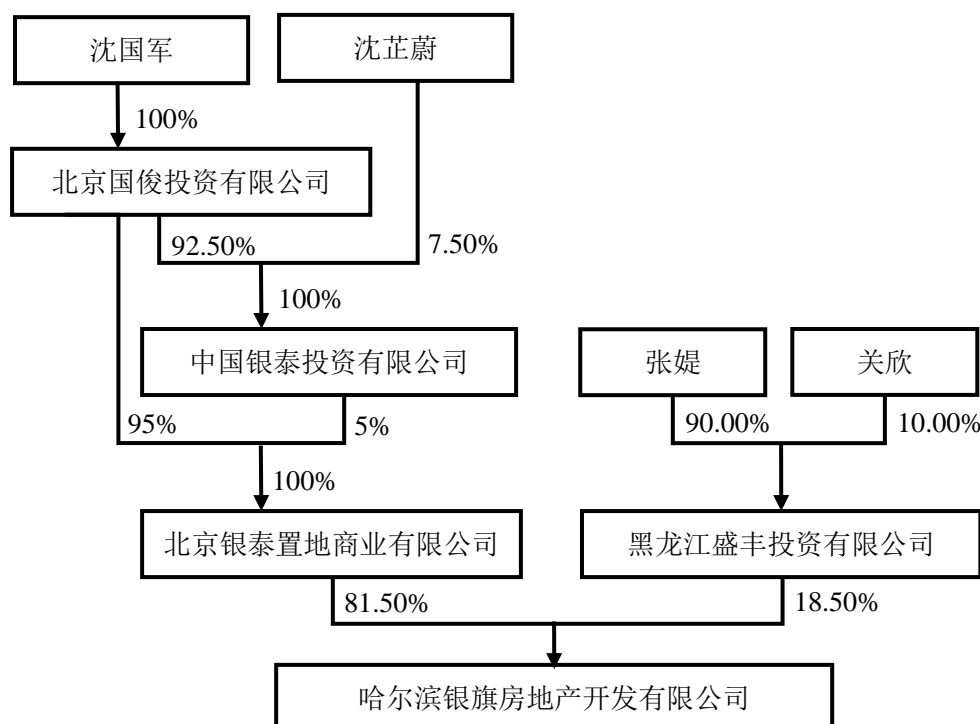 沈国军
沈芷蔚
100%
北京国俊投资有限公司
92.50%
7.50%
100%
中国银泰投资有限公司
张媞
关欣
95%
5%
90.00%
10.00%
100%
北京银泰置地商业有限公司
黑龙江盛丰投资有限公司
81.50%
18.50%
哈尔滨银旗房地产开发有限公司